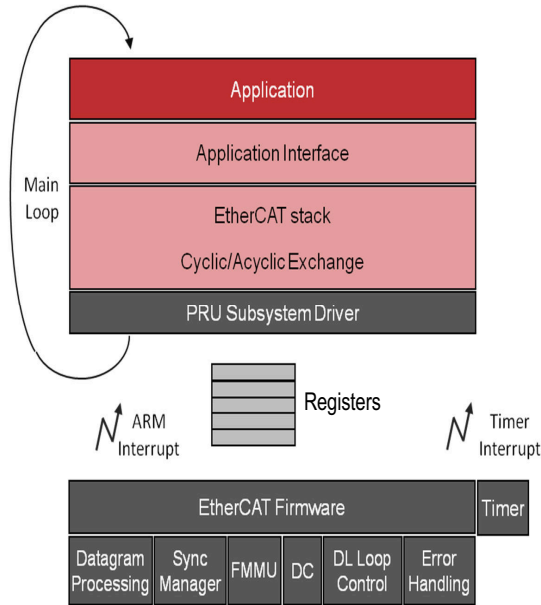 Application
Application Interface
Main
Loop
EtherCAT stack
Cyclic/Acyclic Exchange
PRU Subsystem Driver
Registers
ARM
Interrupt
Timer
Interrupt
EtherCAT Firmware
Timer
Datagram
Processing
Sync
Manager
FMMU
DC
DL Loop
Control
Error
Handling